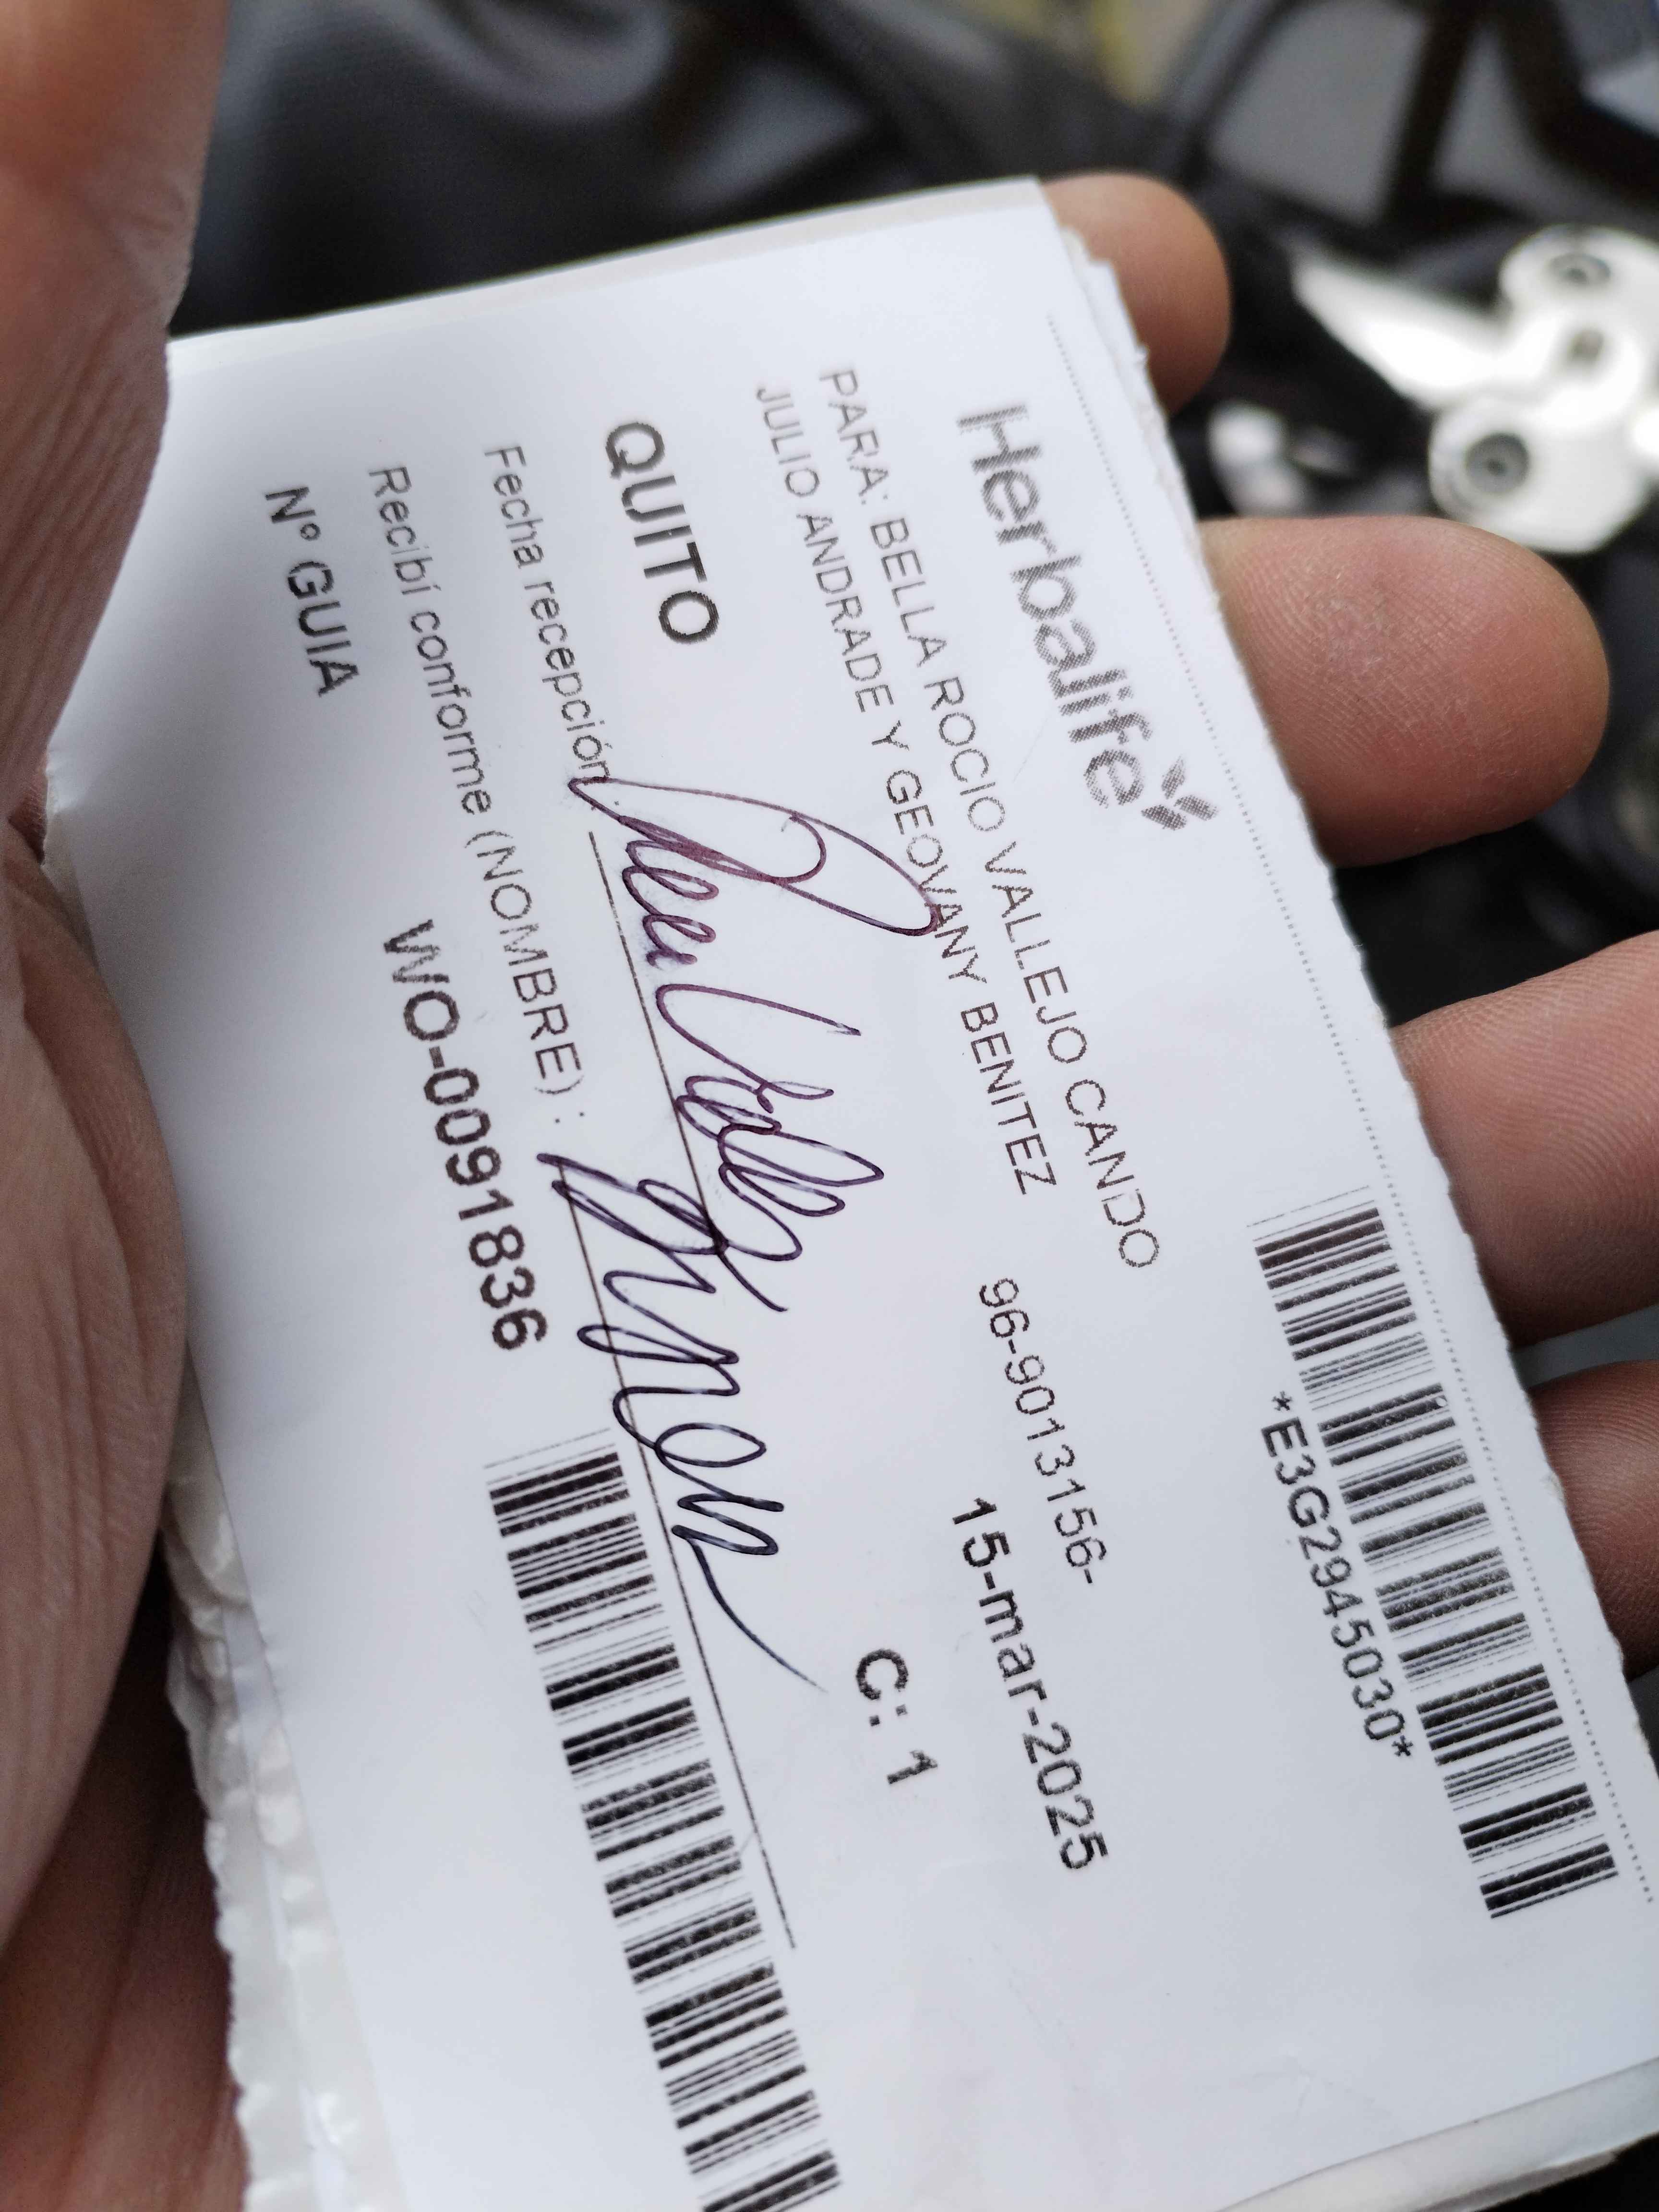 *E3G2945030*
Herbalife
PARA: BELLA ROCIO VALLEJO CANDO 96-9013156-
JULIO ANDRADE Y GEOVANY BENITEZ 15-mar-2025
QUITO C: 1
Fecha recepción
Recibí conforme (NOMBRE) :
Nº GUIA WO-0091836